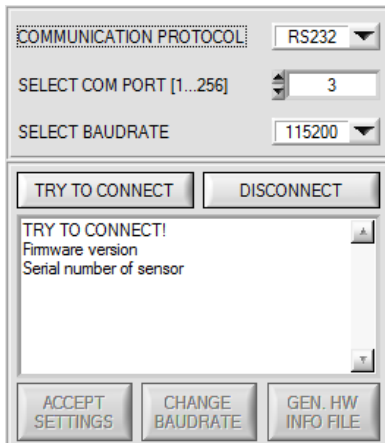 COMMUNICATION PROTOCOL RS232
SELECT COM PORT [1...256] 3
SELECT BAUDRATE 115200
TRY TO CONNECT DISCONNECT
TRY TO CONNECT!
Firmware version
Serial number of sensor
ACCEPT SETTINGS
CHANGE BAUDRATE
GEN. HW INFO FILE